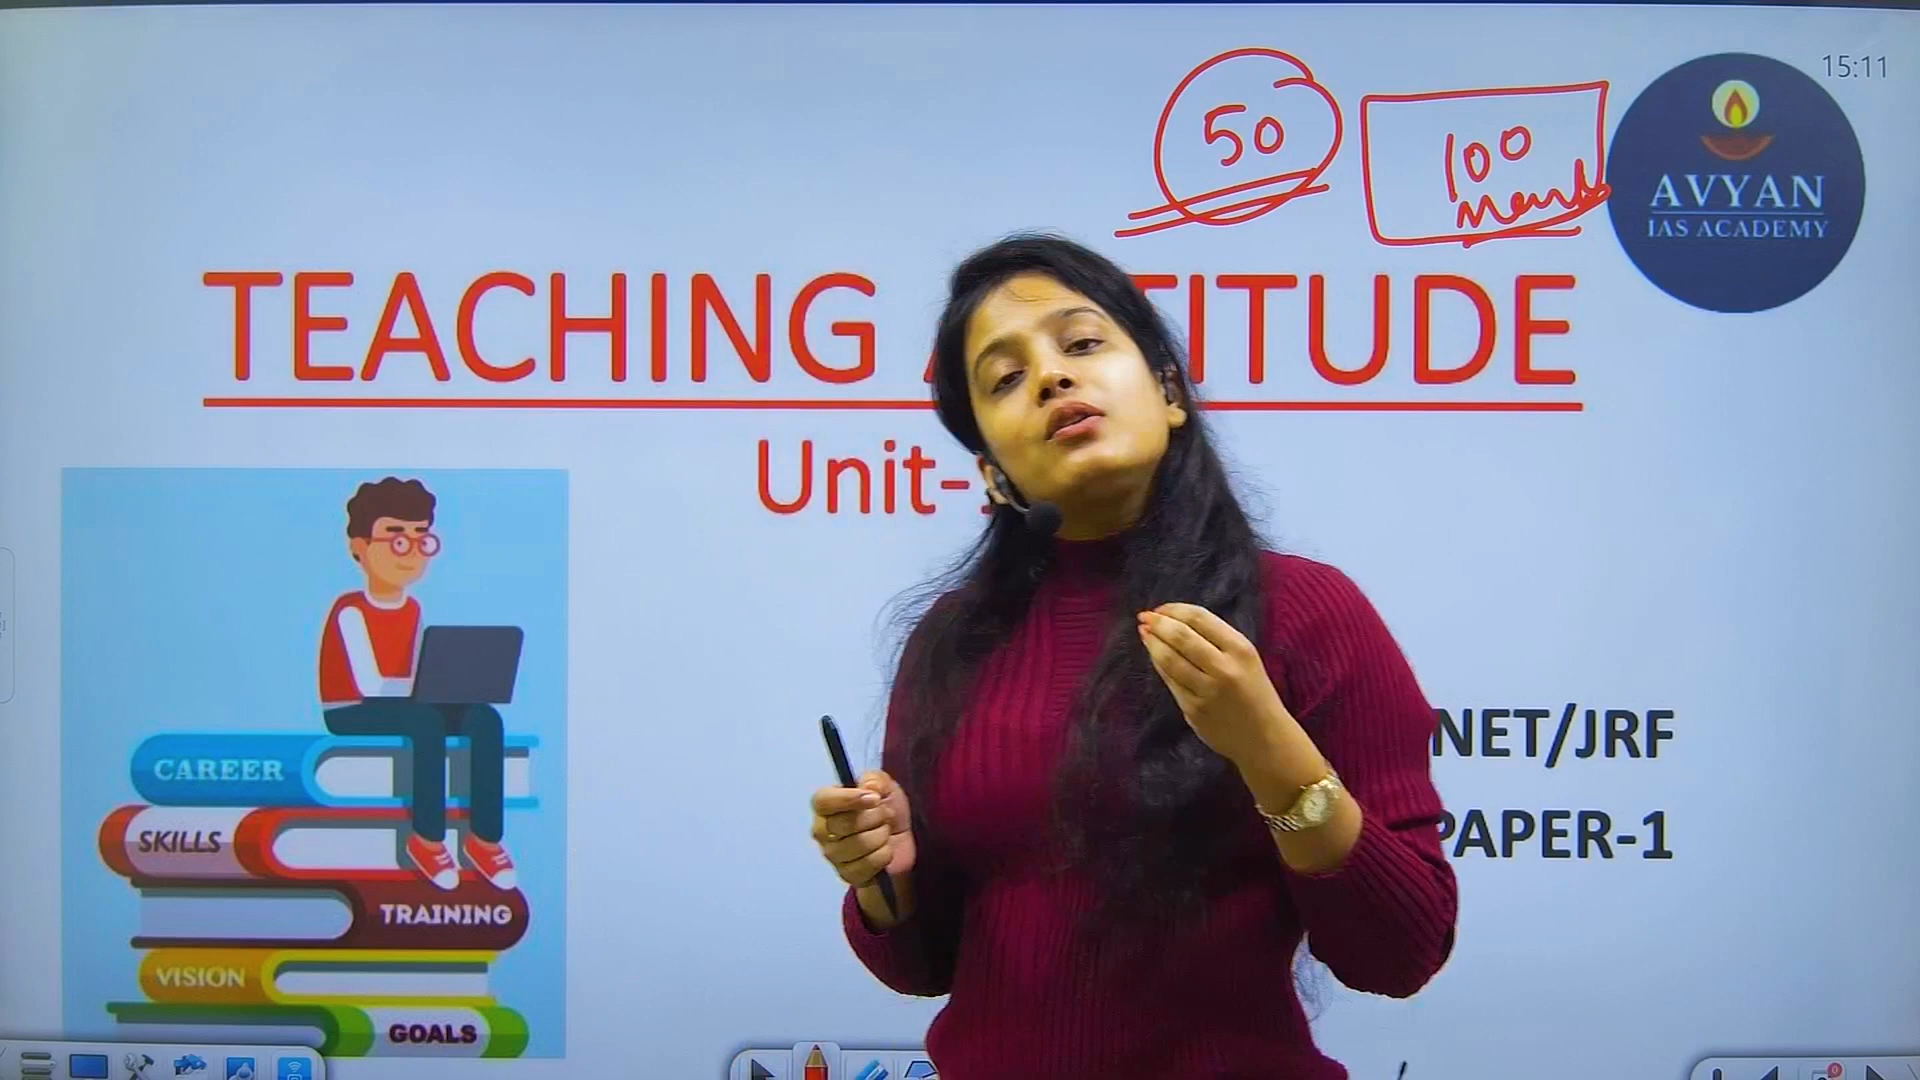 15:11
50
100
Marks
AVYAN
IAS ACADEMY
TEACHING A TITUDE
Unit-
NET/JRF
PAPER-1
CAREER
SKILLS
TRAINING
VISION
GOALS
0